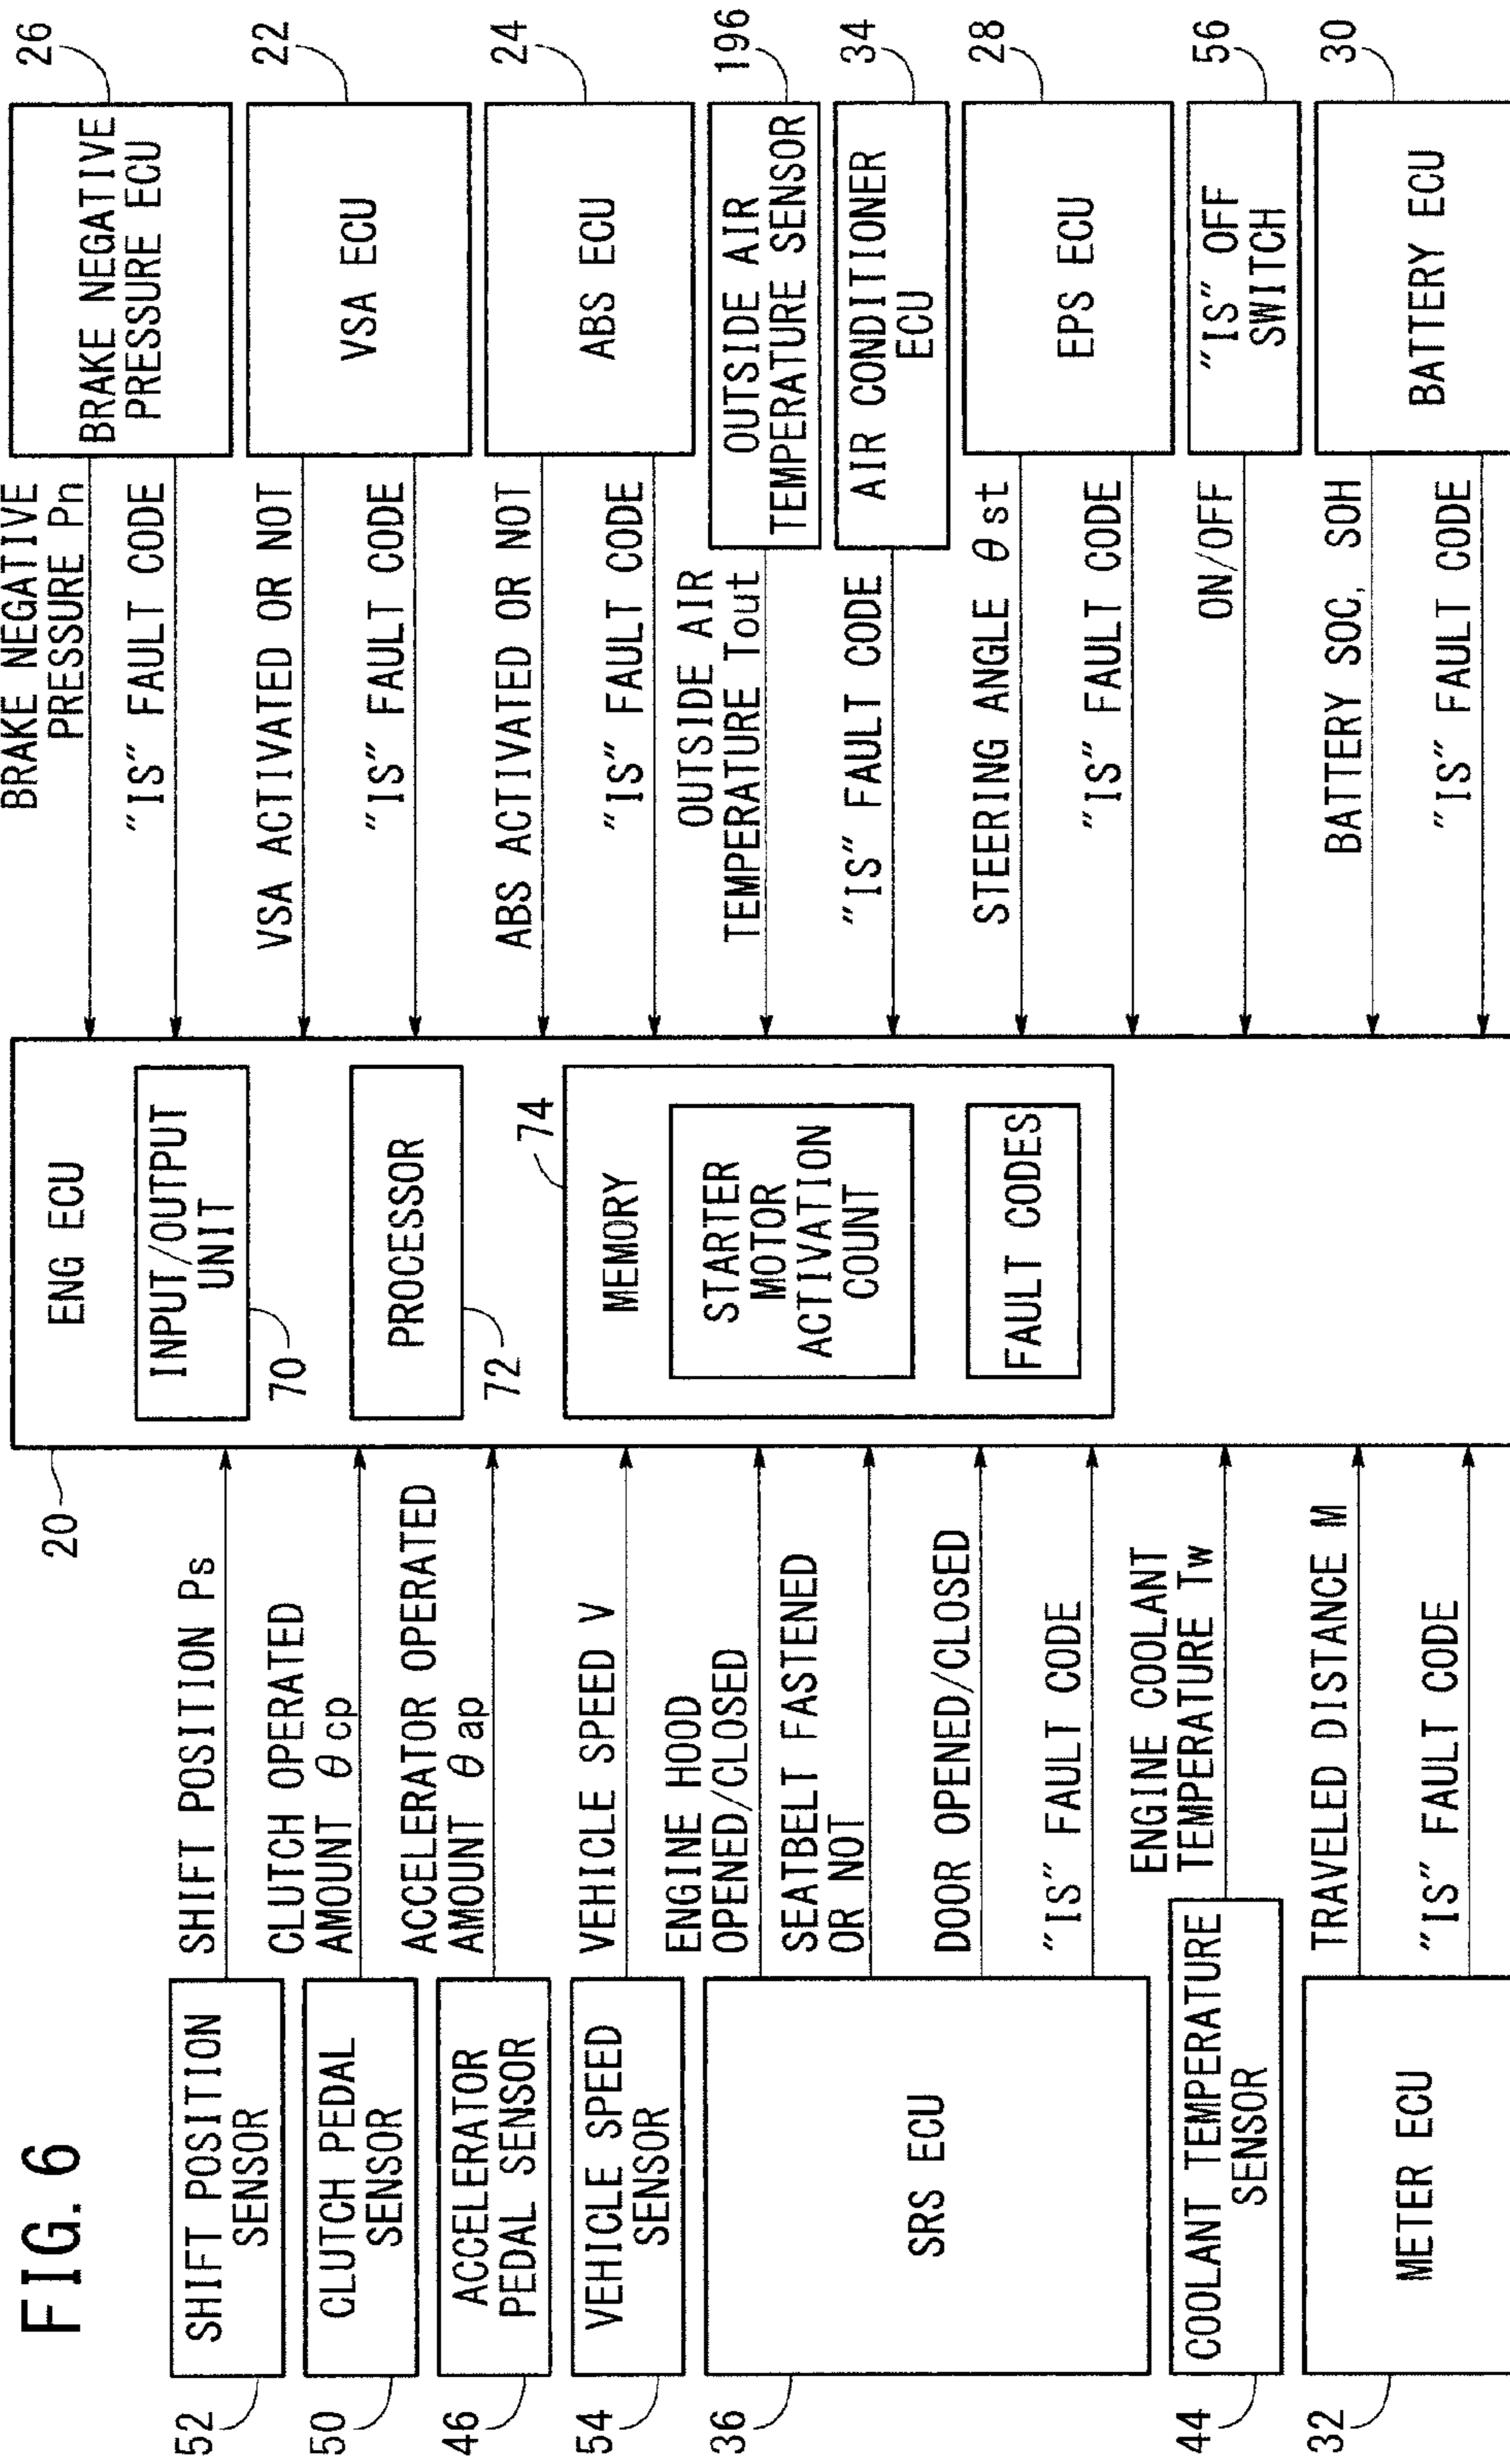 FIG. 6
52
SHIFT POSITION
SENSOR
SHIFT POSITION Ps
50
CLUTCH PEDAL
SENSOR
CLUTCH OPERATED
AMOUNT θcp
46
ACCELERATOR
PEDAL SENSOR
ACCELERATOR OPERATED
AMOUNT θap
54
VEHICLE SPEED
SENSOR
VEHICLE SPEED V
36
SRS ECU
ENGINE HOOD
OPENED/CLOSED
SEATBELT FASTENED
OR NOT
DOOR OPENED/CLOSED
"IS" FAULT CODE
44
COOLANT TEMPERATURE
SENSOR
ENGINE COOLANT
TEMPERATURE Tw
32
METER ECU
TRAVELED DISTANCE M
"IS" FAULT CODE
20
ENG ECU
INPUT/OUTPUT
UNIT
70
PROCESSOR
72
74
MEMORY
STARTER
MOTOR
ACTIVATION
COUNT
FAULT CODES
BRAKE NEGATIVE
PRESSURE Pn
"IS" FAULT CODE
BRAKE NEGATIVE
PRESSURE ECU
26
VSA ACTIVATED OR NOT
"IS" FAULT CODE
VSA ECU
22
ABS ACTIVATED OR NOT
"IS" FAULT CODE
ABS ECU
24
OUTSIDE AIR
TEMPERATURE Tout
OUTSIDE AIR
TEMPERATURE SENSOR
196
"IS" FAULT CODE
AIR CONDITIONER
ECU
34
STEERING ANGLE θst
"IS" FAULT CODE
EPS ECU
28
ON/OFF
"IS" OFF
SWITCH
56
BATTERY SOC, SOH
"IS" FAULT CODE
BATTERY ECU
30